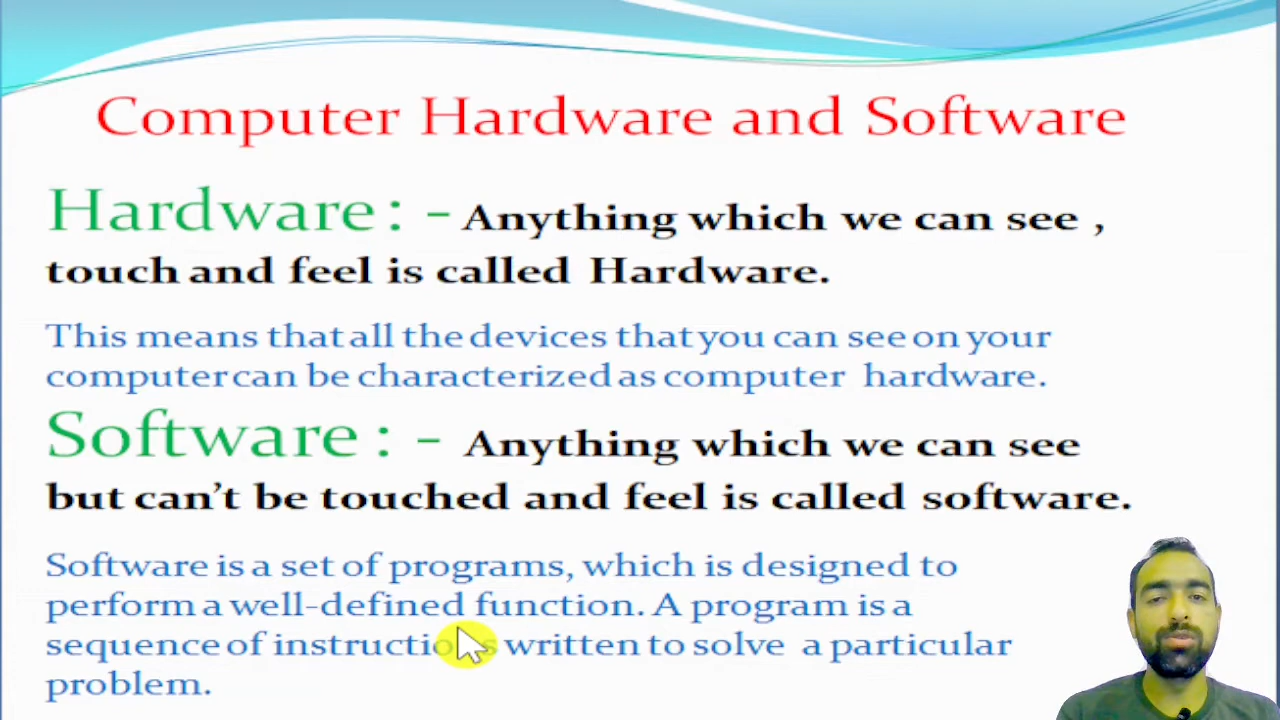 Computer Hardware and Software
Hardware : - Anything which we can see ,
touch and feel is called Hardware.
This means that all the devices that you can see on your
computer can be characterized as computer hardware.
Software : - Anything which we can see
but can't be touched and feel is called software.
Software is a set of programs, which is designed to
perform a well-defined function. A program is a
sequence of instructions written to solve a particular
problem.